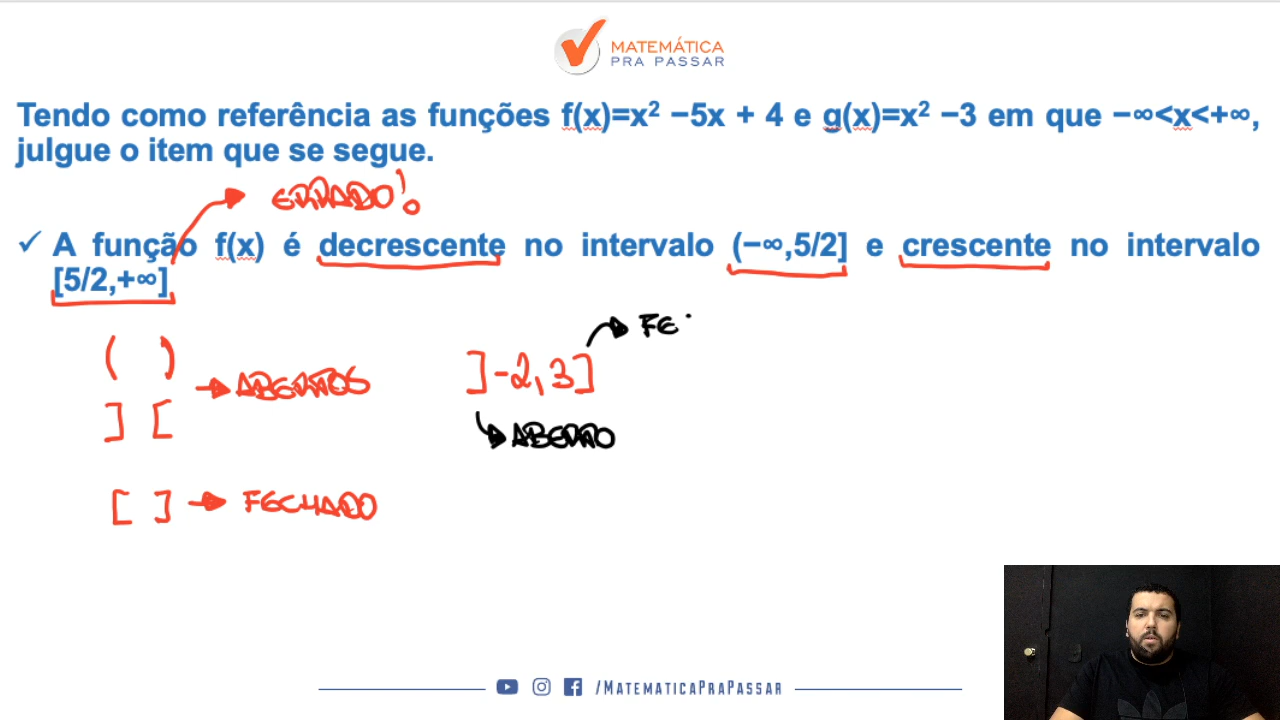 MATEMÁTICA
PRA PASSAR
Tendo como referência as funções f(x)=x² −5x + 4 e g(x)=x² −3 em que −∞<x<+∞,
julgue o item que se segue.
ERRADO!
✓ A função f(x) é decrescente no intervalo (−∞,5/2] e crescente no intervalo
[5/2,+∞]
FE
( )
]-2,3]
ABERTOS
] [
ABERTO
[ ] FECHADO
/MATEMATICAPRAPASSAR